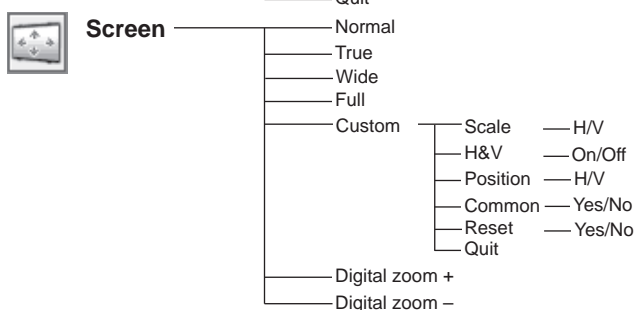 Quit
Screen
Normal
True
Wide
Full
Custom
Scale H/V
H&V On/Off
Position H/V
Common Yes/No
Reset Yes/No
Quit
Digital zoom +
Digital zoom –